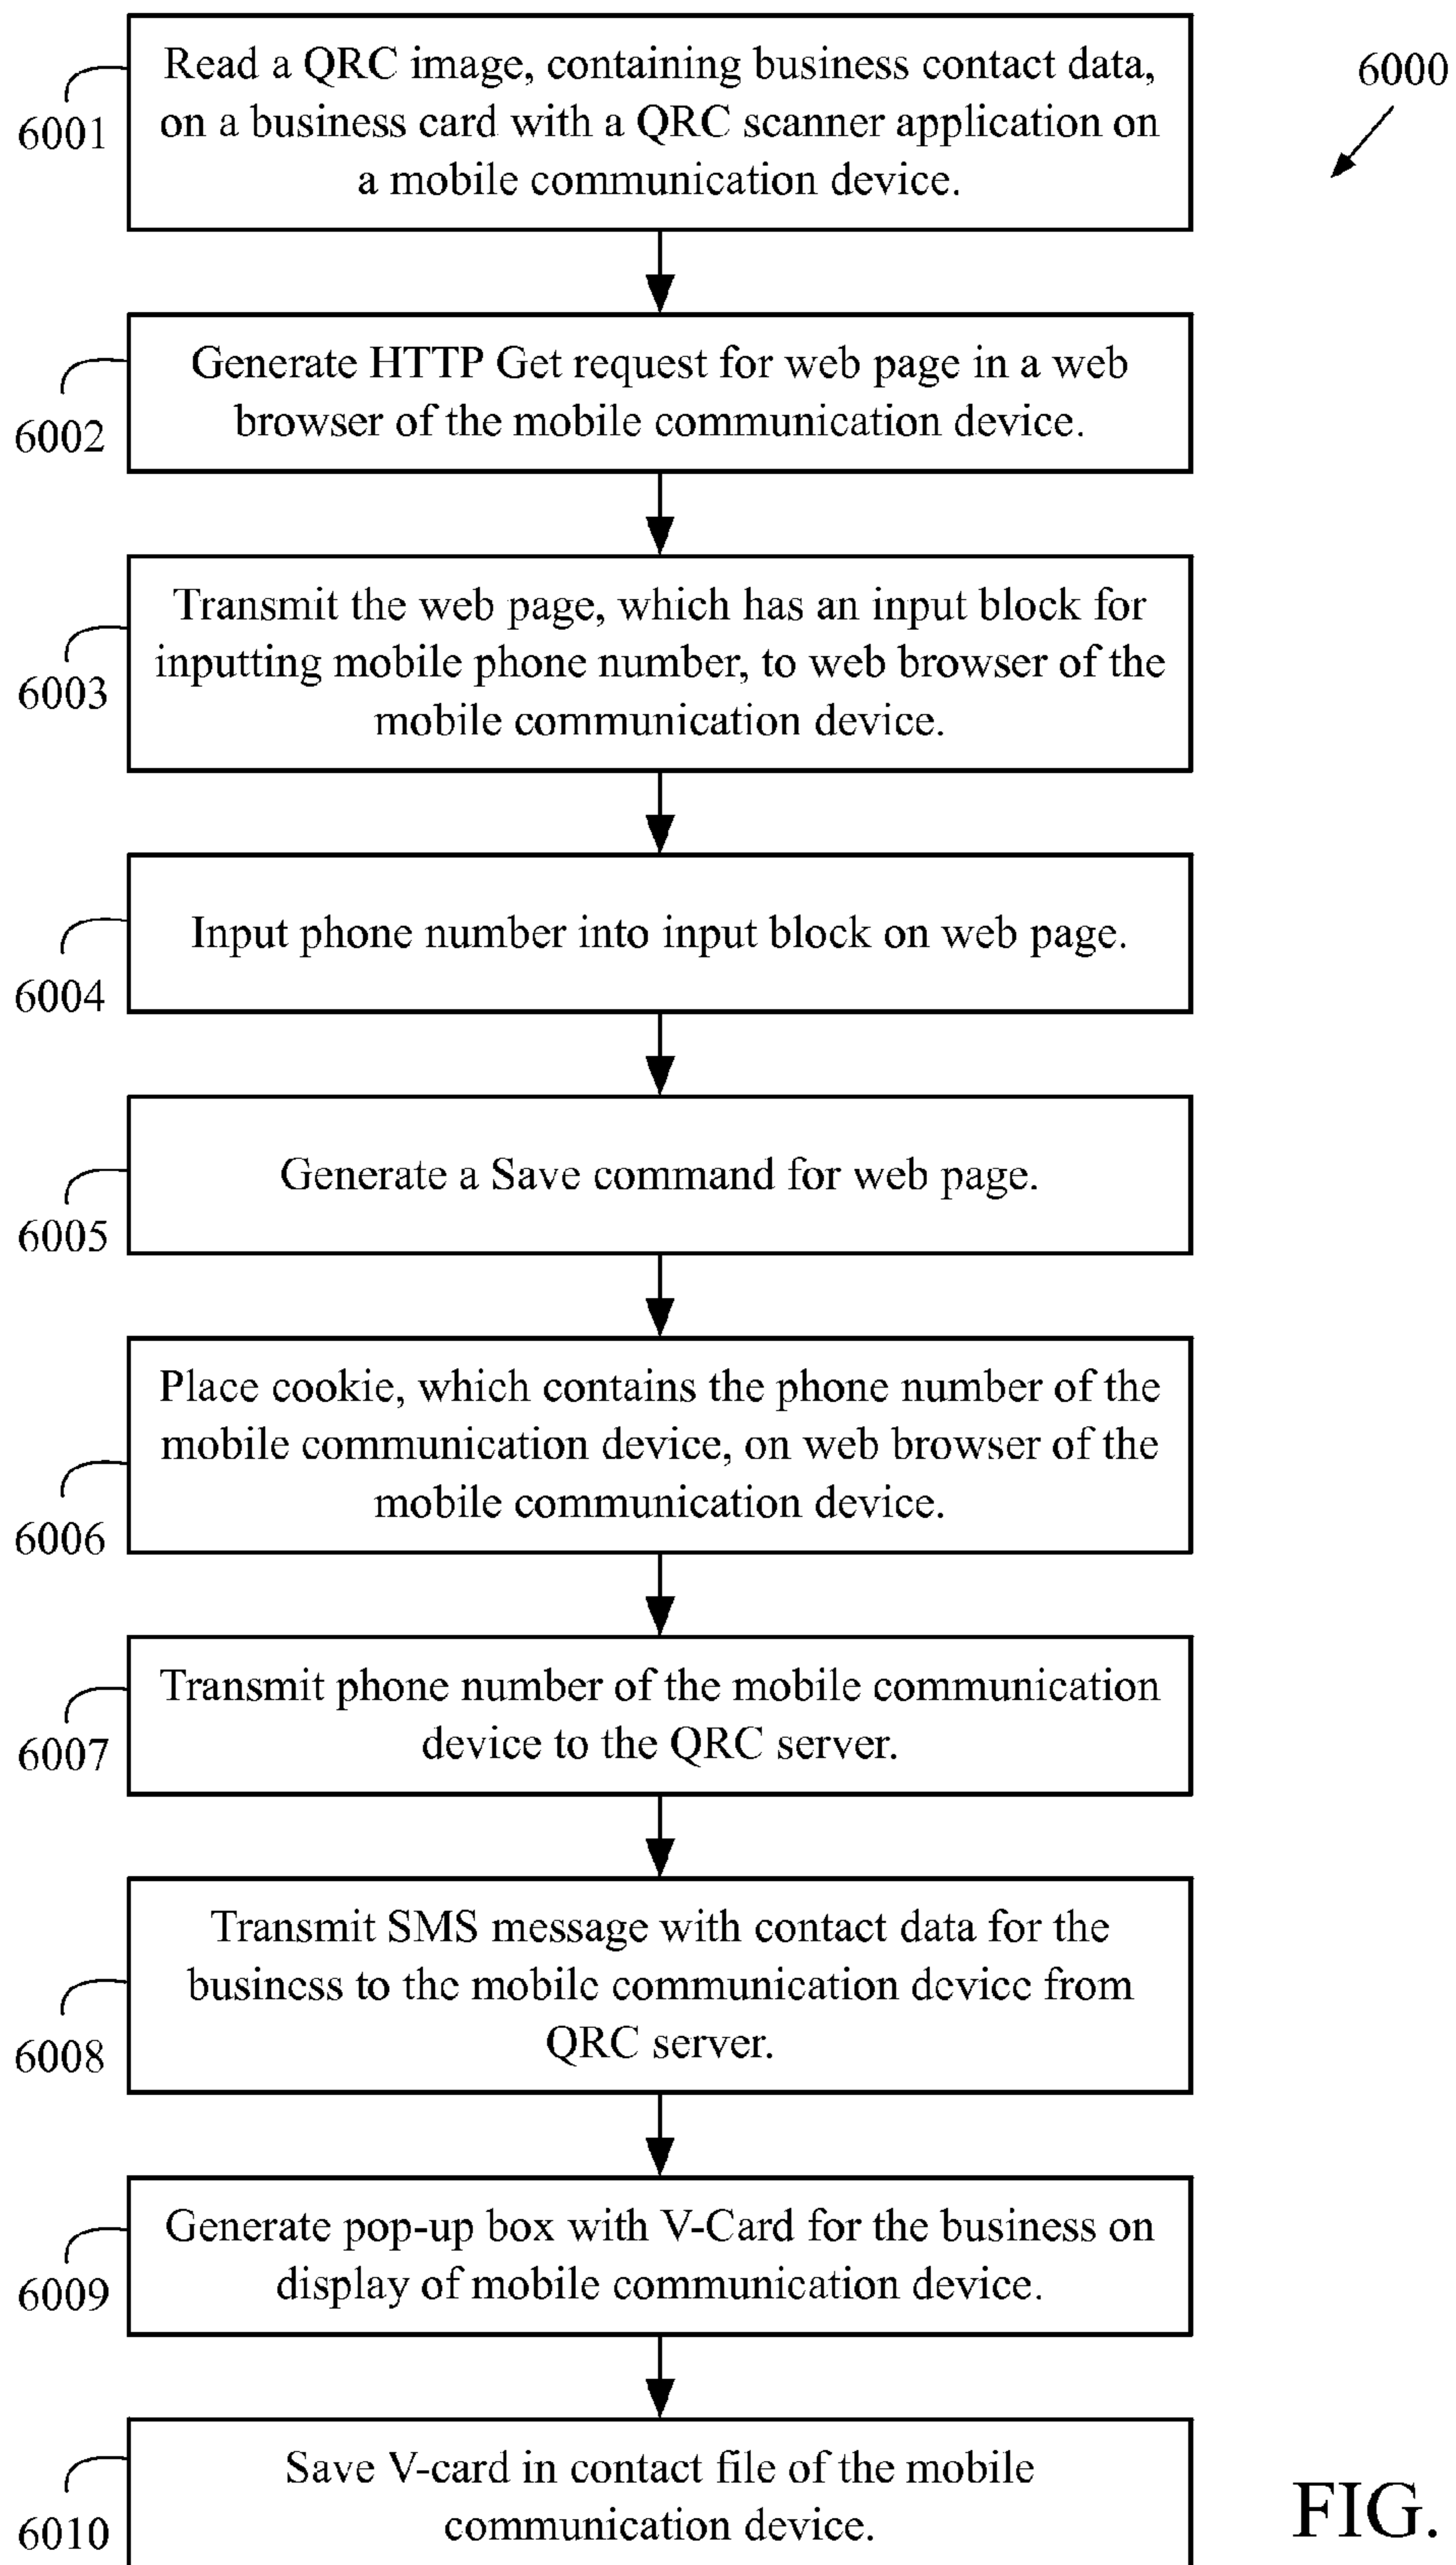 6000
6001
Read a QRC image, containing business contact data,
on a business card with a QRC scanner application on
a mobile communication device.
6002
Generate HTTP Get request for web page in a web
browser of the mobile communication device.
6003
Transmit the web page, which has an input block for
inputting mobile phone number, to web browser of the
mobile communication device.
6004
Input phone number into input block on web page.
6005
Generate a Save command for web page.
6006
Place cookie, which contains the phone number of the
mobile communication device, on web browser of the
mobile communication device.
6007
Transmit phone number of the mobile communication
device to the QRC server.
6008
Transmit SMS message with contact data for the
business to the mobile communication device from
QRC server.
6009
Generate pop-up box with V-Card for the business on
display of mobile communication device.
6010
Save V-card in contact file of the mobile
communication device.
FIG.